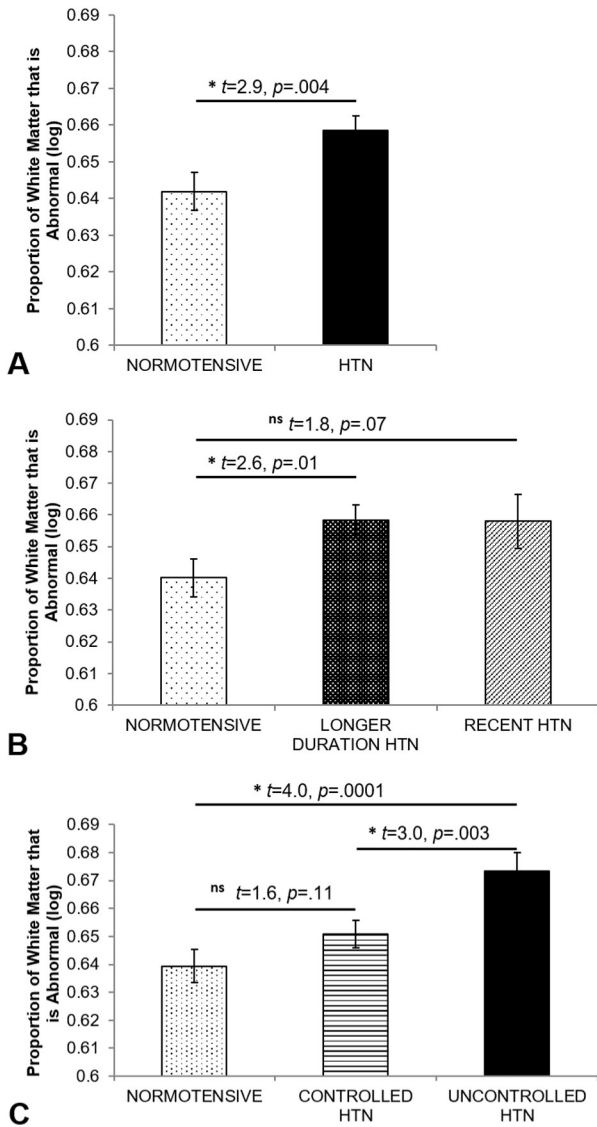 0.69
0.68
0.67
0.66
0.65
0.64
0.63
0.62
0.61
0.6
Proportion of White Matter that is
Abnormal (log)
* t=2.9, p=.004
NORMOTENSIVE HTN
A
0.69
0.68
0.67
0.66
0.65
0.64
0.63
0.62
0.61
0.6
Proportion of White Matter that is
Abnormal (log)
ns t=1.8, p=.07
* t=2.6, p=.01
NORMOTENSIVE LONGER RECENT HTN
DURATION HTN
B
0.69
0.68
0.67
0.66
0.65
0.64
0.63
0.62
0.61
0.6
Proportion of White Matter that
is Abnormal (log)
* t=4.0, p=.0001
* t=3.0, p=.003
ns t=1.6, p=.11
NORMOTENSIVE CONTROLLED UNCONTROLLED
HTN HTN
C